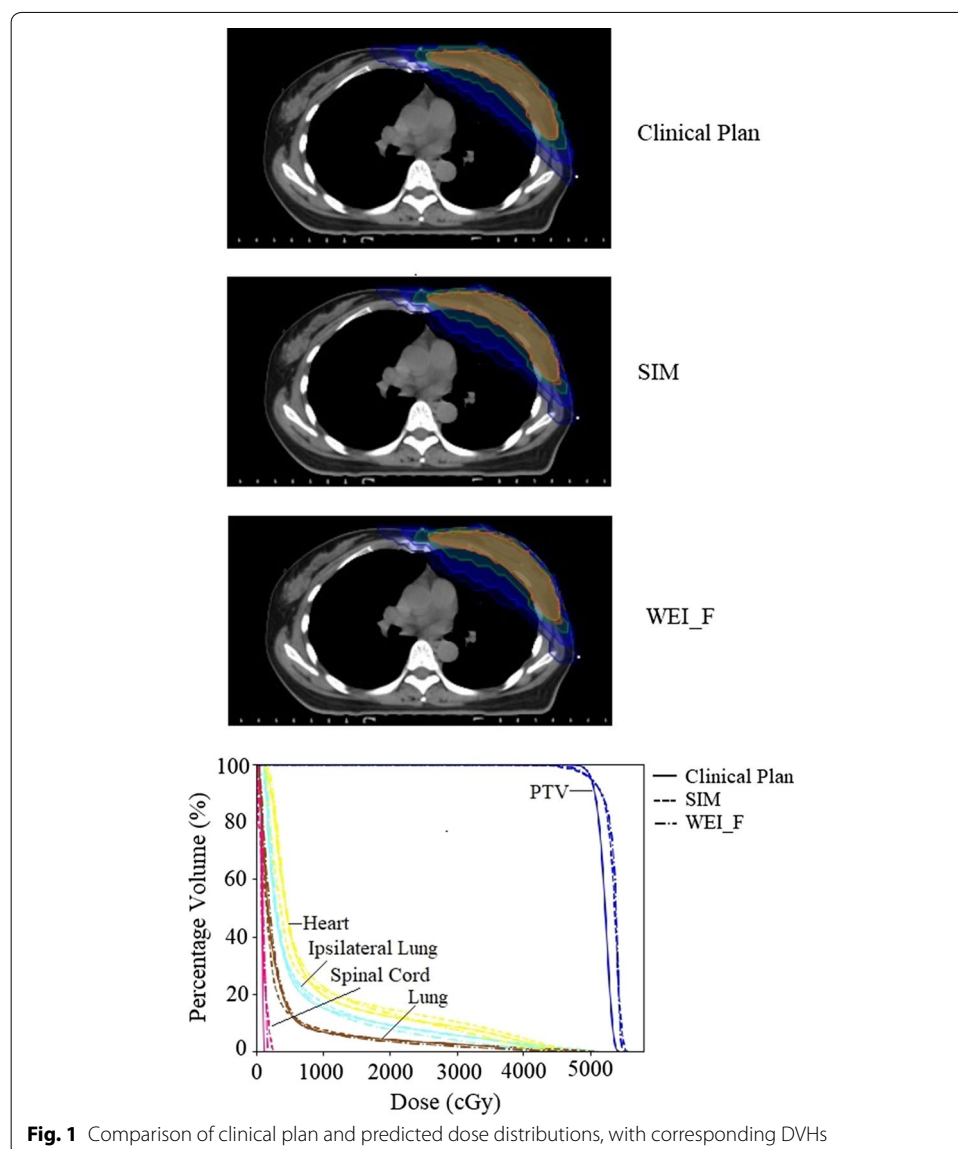 Clinical Plan
SIM
WEI_F
100
80
60
40
20
0
Percentage Volume (%)
PTV
Heart
Ipsilateral Lung
Spinal Cord
Lung
Clinical Plan
SIM
WEI_F
0 1000 2000 3000 4000 5000
Dose (cGy)
Fig. 1 Comparison of clinical plan and predicted dose distributions, with corresponding DVHs